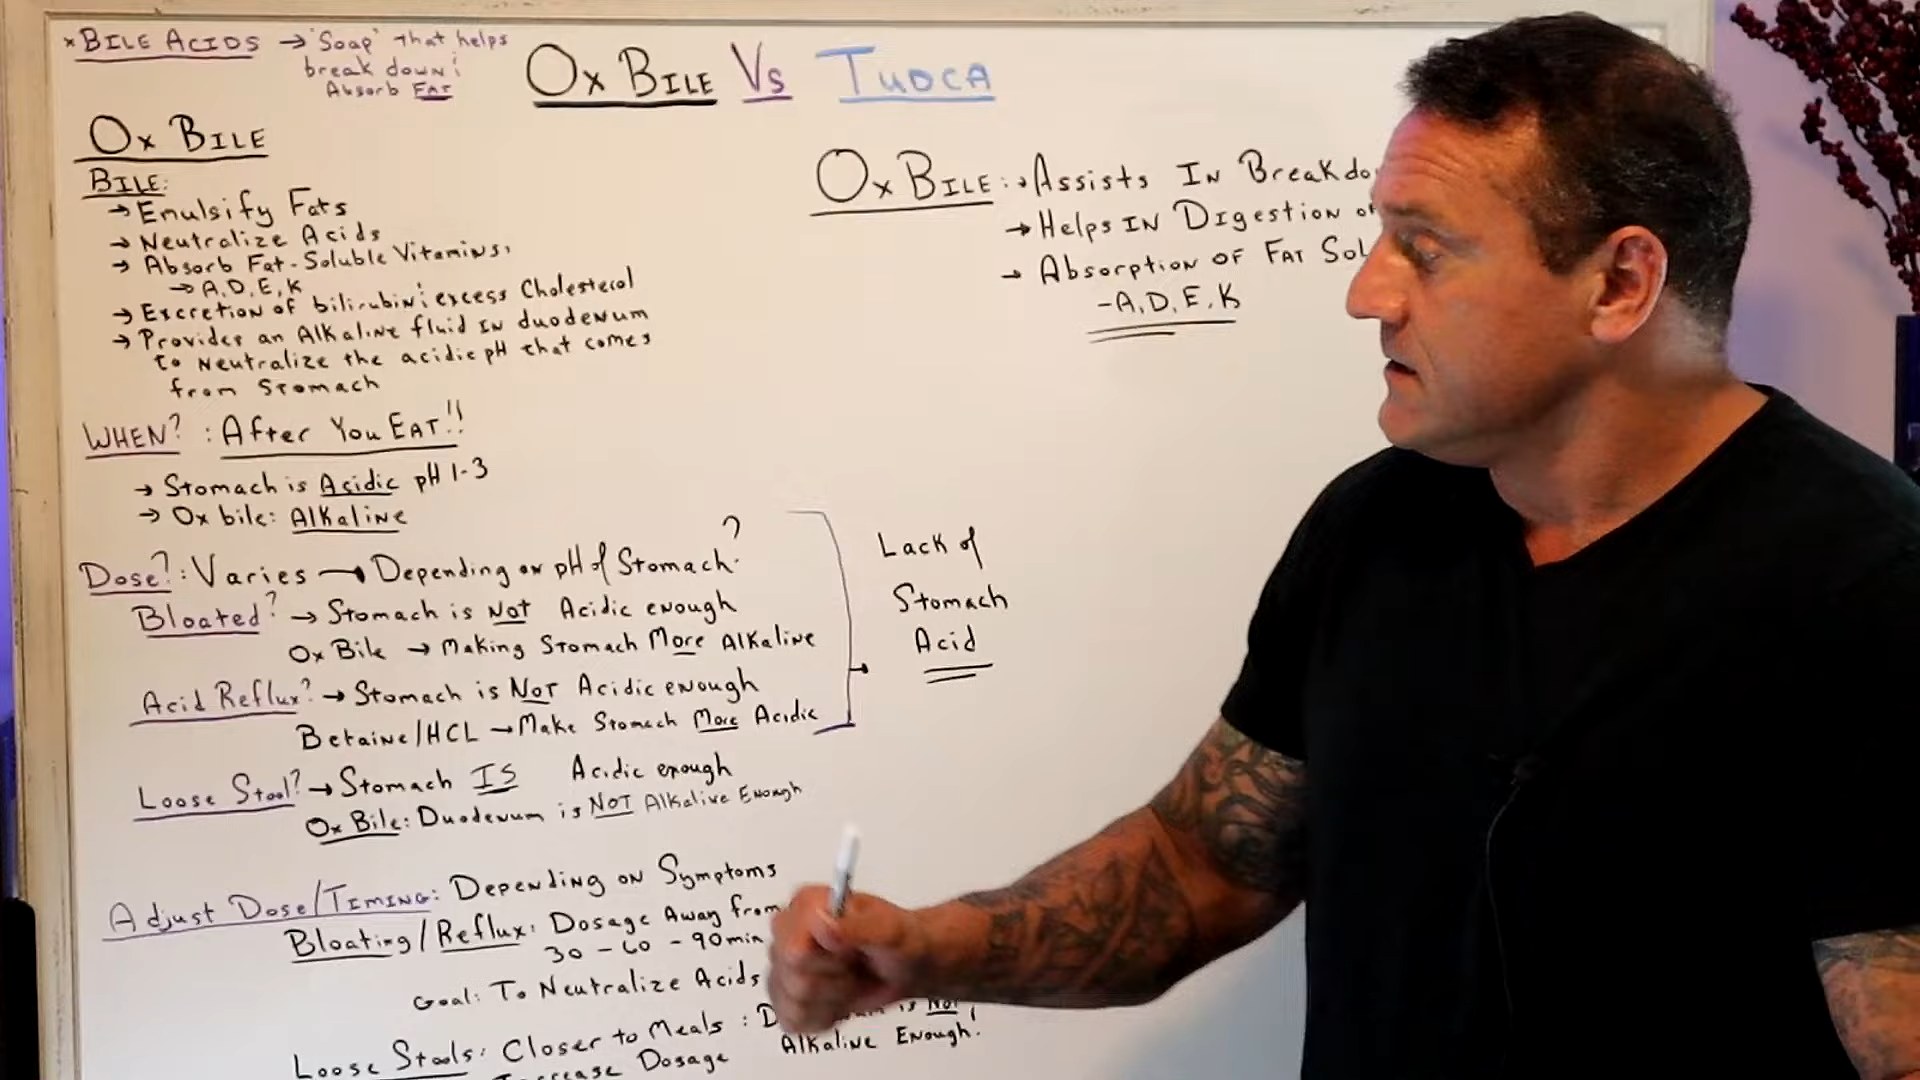 * BILE ACIDS → "Soap" That helps
break down &
Absorb FAT
OX BILE VS TUDCA
OX BILE
BILE:
→ Emulsify Fats
→ Neutralize Acids
→ Absorb Fat-Soluble Vitamins,
→ A, D, E, K
→ Excretion of bilirubin & excess Cholesterol
→ Provides an Alkaline fluid in duodenum
to Neutralize the acidic pH that comes
from Stomach
WHEN? : After You EAT!!
→ Stomach is Acidic pH 1-3
→ Ox bile: Alkaline
Dose?: Varies → Depending on pH of Stomach?
Bloated? → Stomach is Not Acidic enough
Ox Bile → Making Stomach More Alkaline
Acid Reflux? → Stomach is Not Acidic enough
Betaine/HCL → Make Stomach More Acidic
Lack of
Stomach
Acid
Loose Stool? → Stomach IS Acidic enough
Ox Bile: Duodenum is NOT Alkaline Enough
Adjust Dose/Timing: Depending on Symptoms
Bloating/Reflux: Dosage Away from
30 - 60 - 90 min
Goal: To Neutralize Acids
Loose Stools: Closer to Meals : is Not
Alkaline Enough!
Dosage
OX BILE: → Assists In
→ Helps In Digestion
→ Absorption of Fat
- A, D, E, K